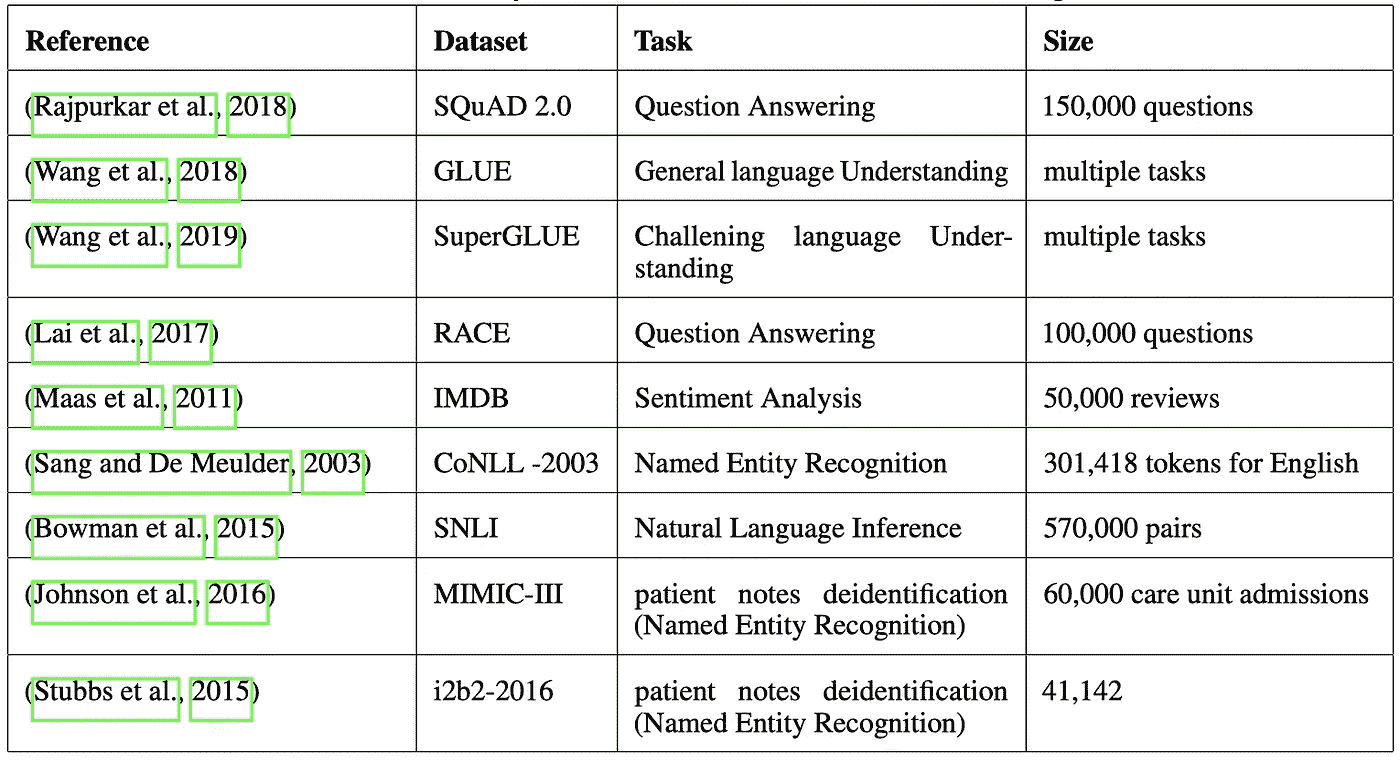 Reference Dataset Task Size
(Rajpurkar et al., 2018) SQuAD 2.0 Question Answering 150,000 questions
(Wang et al., 2018) GLUE General language Understanding multiple tasks
(Wang et al., 2019) SuperGLUE Challening language Under- multiple tasks
standing
(Lai et al., 2017) RACE Question Answering 100,000 questions
(Maas et al., 2011) IMDB Sentiment Analysis 50,000 reviews
(Sang and De Meulder, 2003) CoNLL -2003 Named Entity Recognition 301,418 tokens for English
(Bowman et al., 2015) SNLI Natural Language Inference 570,000 pairs
(Johnson et al., 2016) MIMIC-III patient notes deidentification 60,000 care unit admissions
(Named Entity Recognition)
(Stubbs et al., 2015) i2b2-2016 patient notes deidentification 41,142
(Named Entity Recognition)